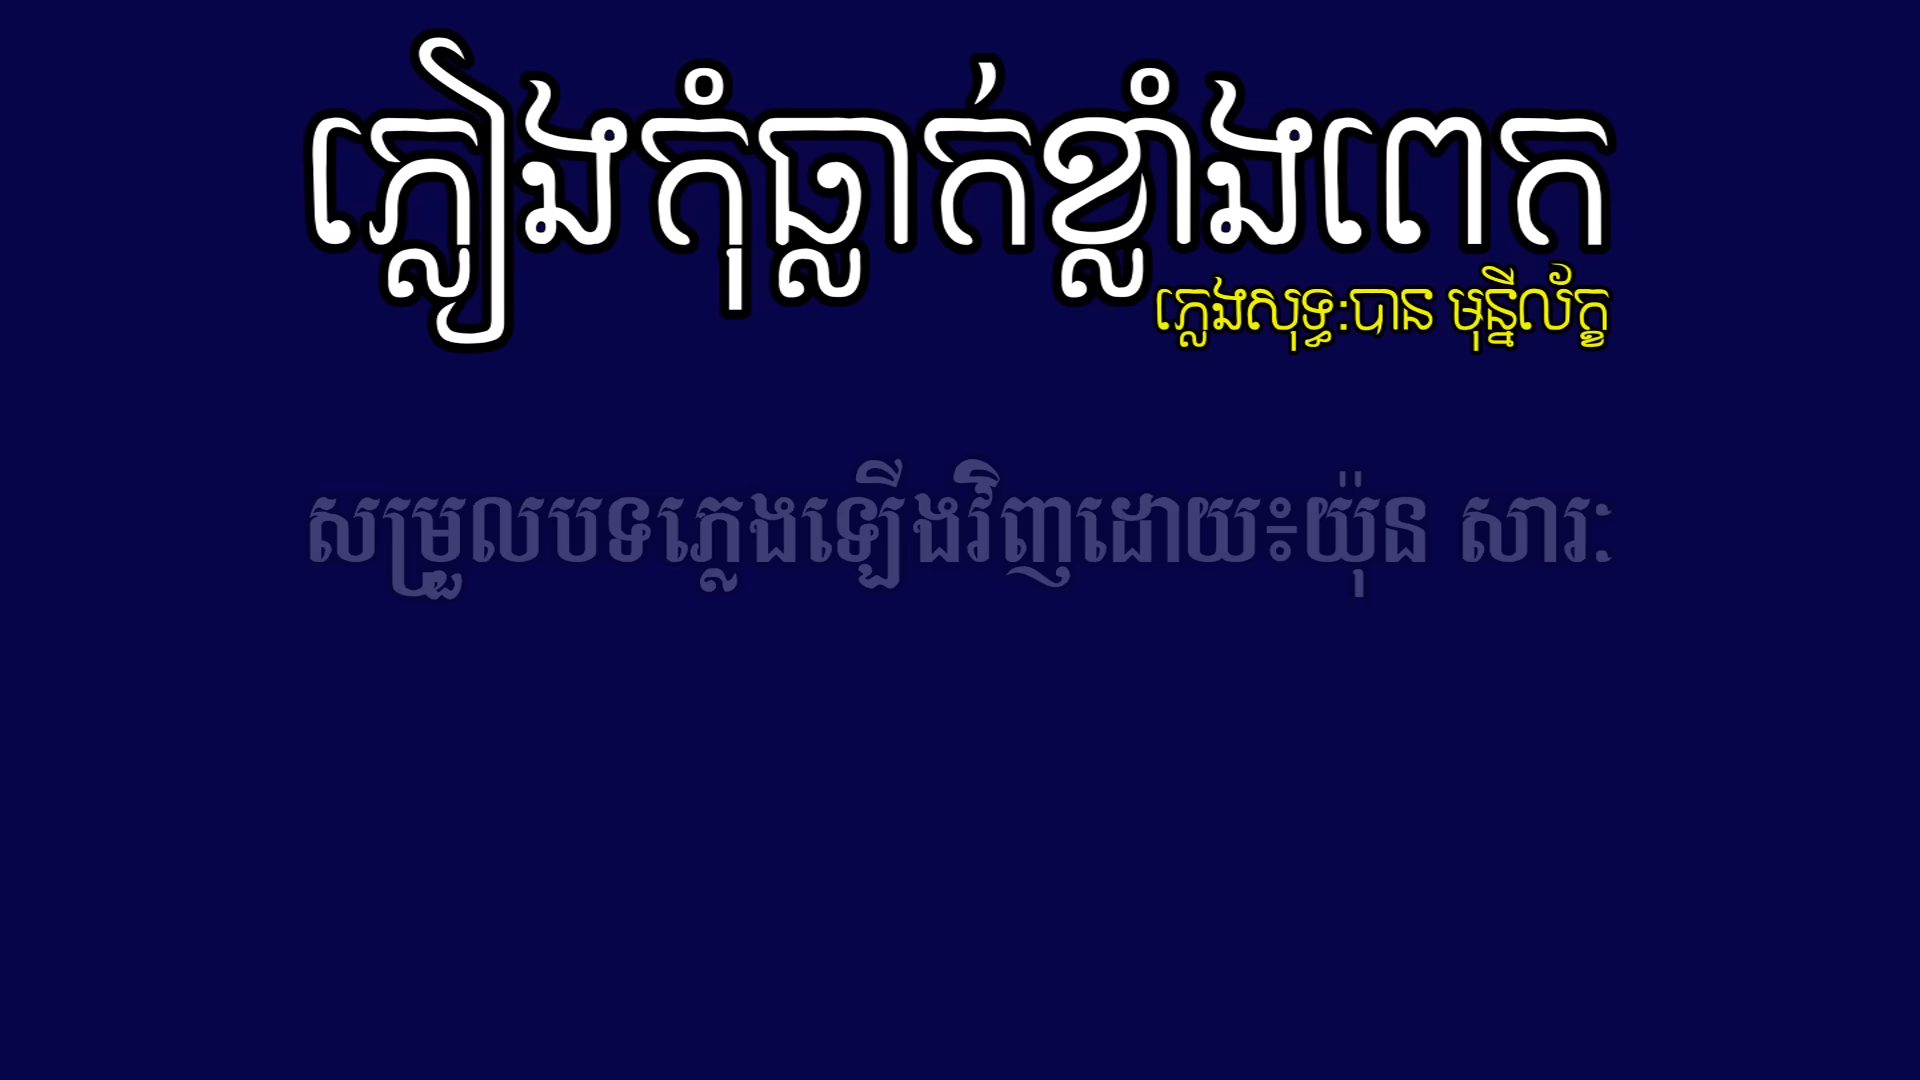 ភ្លៀងកុំធ្លាក់ខ្លាំងពេក
ភ្លេងសុទ្ធ:បាន មុន្នីល័ក្ខ
សម្រួលបទភ្លេងឡើងវិញដោយ៖យ៉ុន សារៈ